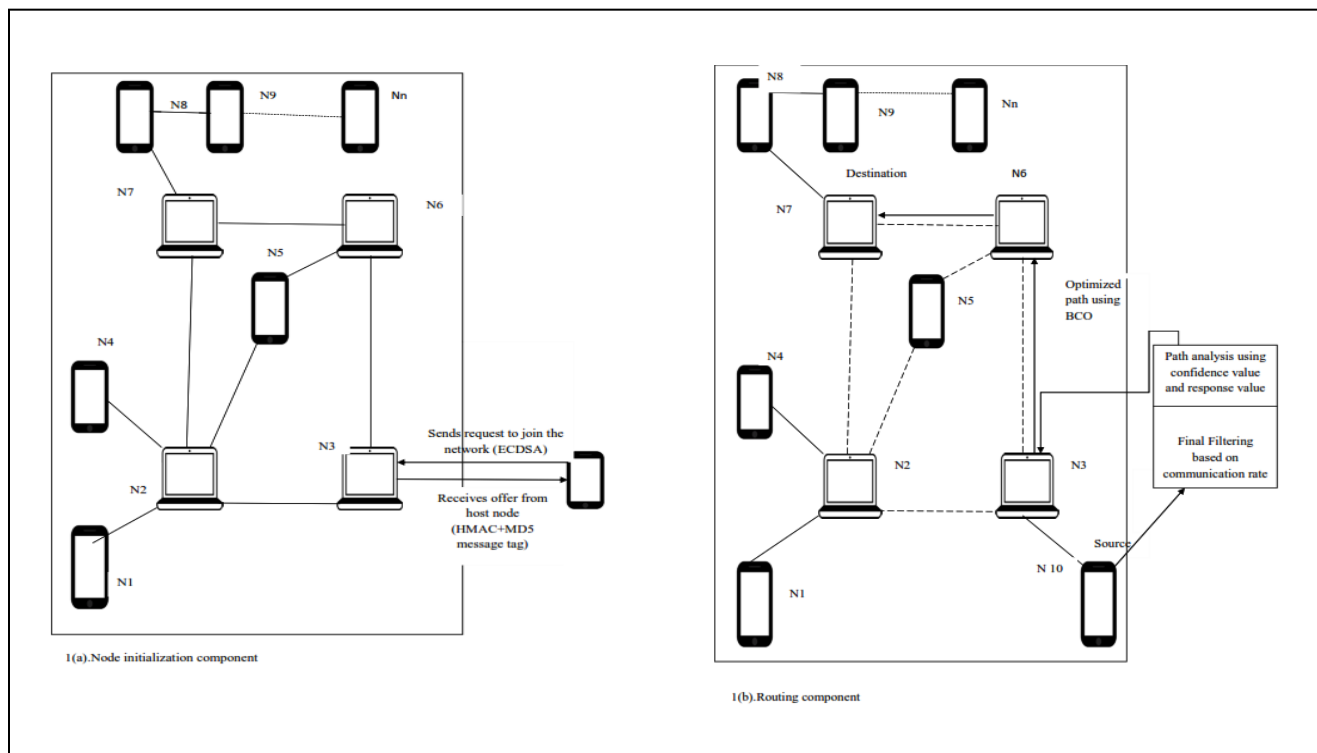 N8
N9
Nn
N7
N6
N5
N4
N3
Sends request to join the
network (ECDSA)
N2
Receives offer from
host node
(HMAC+MD5
message tag)
N1
1(a).Node initialization component
N8
N9
Nn
Destination
N6
N7
N5
Optimized
path using
BCO
N4
Path analysis using
confidence value
and response value
N2
N3
Final Filtering
based on
communication rate
Source
N 10
N1
1(b).Routing component